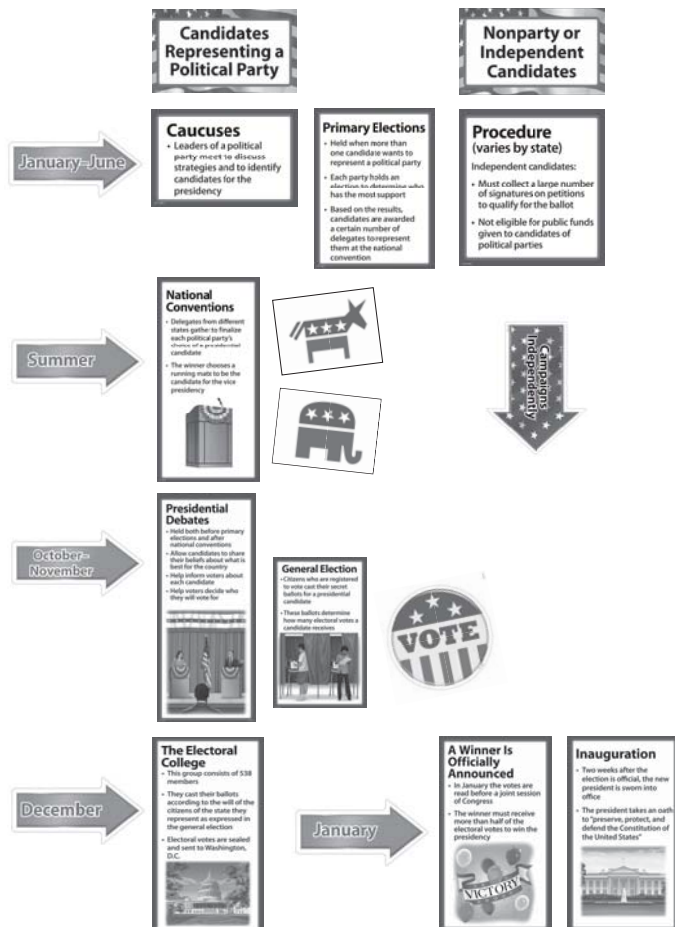 Candidates
Representing a
Political Party
Nonparty or
Independent
Candidates
January–June
Caucuses
• Leaders of a political
party meet to discuss
strategies and to identify
candidates for the
presidency
Primary Elections
• Held when more than
one candidate wants to
represent a political party
• Each party holds an
election to determine who
has the most support
• Based on the results,
candidates are awarded
a certain number of
delegates to represent
them at the national
convention
Procedure
(varies by state)
Independent candidates:
• Must collect a large number
of signatures on petitions
to qualify for the ballot
• Not eligible for public funds
given to candidates of
political parties
Summer
National
Conventions
• Delegates from different
states gather to finalize
each political party's
choice of a presidential
candidate
• The winner chooses a
running mate to be the
candidate for the vice
presidency
Campaigns
Independently
October–
November
Presidential
Debates
• Held both before primary
elections and after
national conventions
• Allow candidates to share
their beliefs about what is
best for the country
• Help inform voters about
each candidate
• Help voters decide who
they will vote for
General Election
• Citizens who are registered
to vote cast their secret
ballots for a presidential
candidate
• These ballots determine
how many electoral votes a
candidate receives
VOTE
December
The Electoral
College
• This group consists of 538
members
• They cast their ballots
according to the will of the
citizens of the state they
represent as expressed in
the general election
• Electoral votes are sealed
and sent to Washington,
D.C.
January
A Winner Is
Officially
Announced
• In January the votes are
read before a joint session
of Congress
• The winner must receive
more than half of the
electoral votes to win the
presidency
VICTORY
Inauguration
• Two weeks after the
election is official, the new
president is sworn into
office
• The president takes an oath
to "preserve, protect, and
defend the Constitution of
the United States"